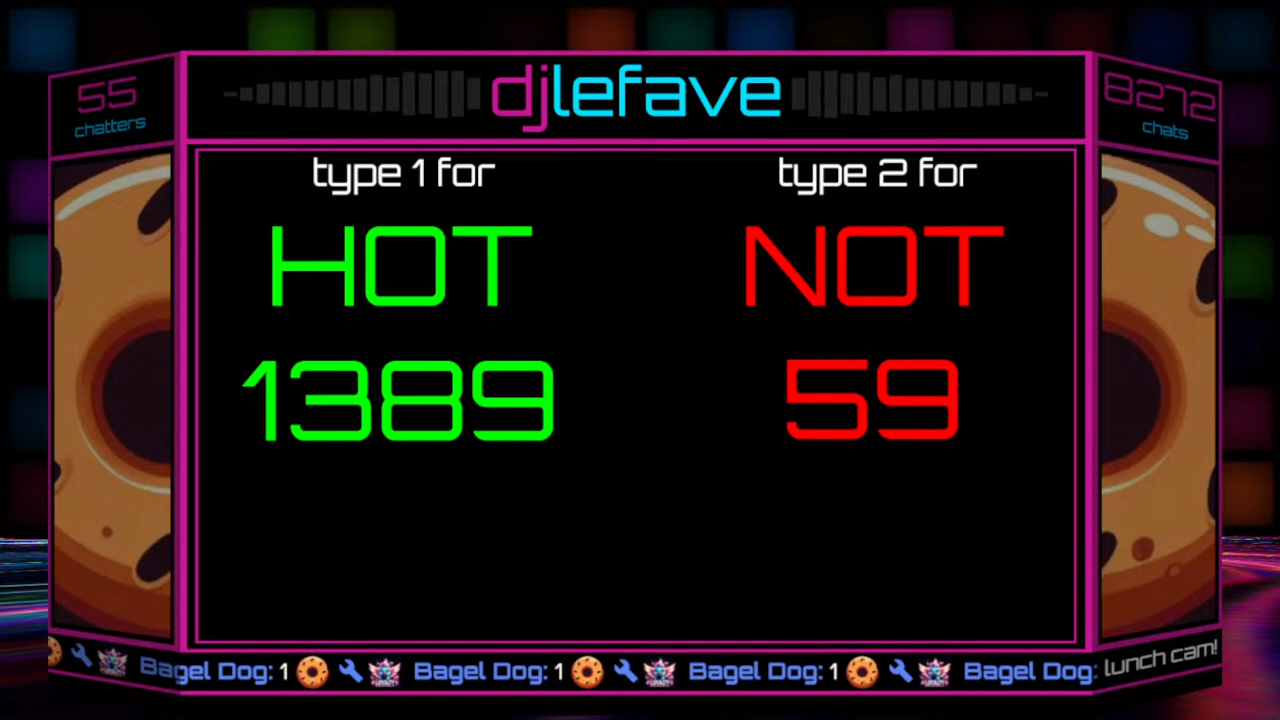 55
chatters
djlefave
8272
chats
type 1 for
HOT
1389
type 2 for
NOT
59
Bagel Dog: 1 Bagel Dog: 1 Bagel Dog: 1 Bagel Dog: lunch cam!